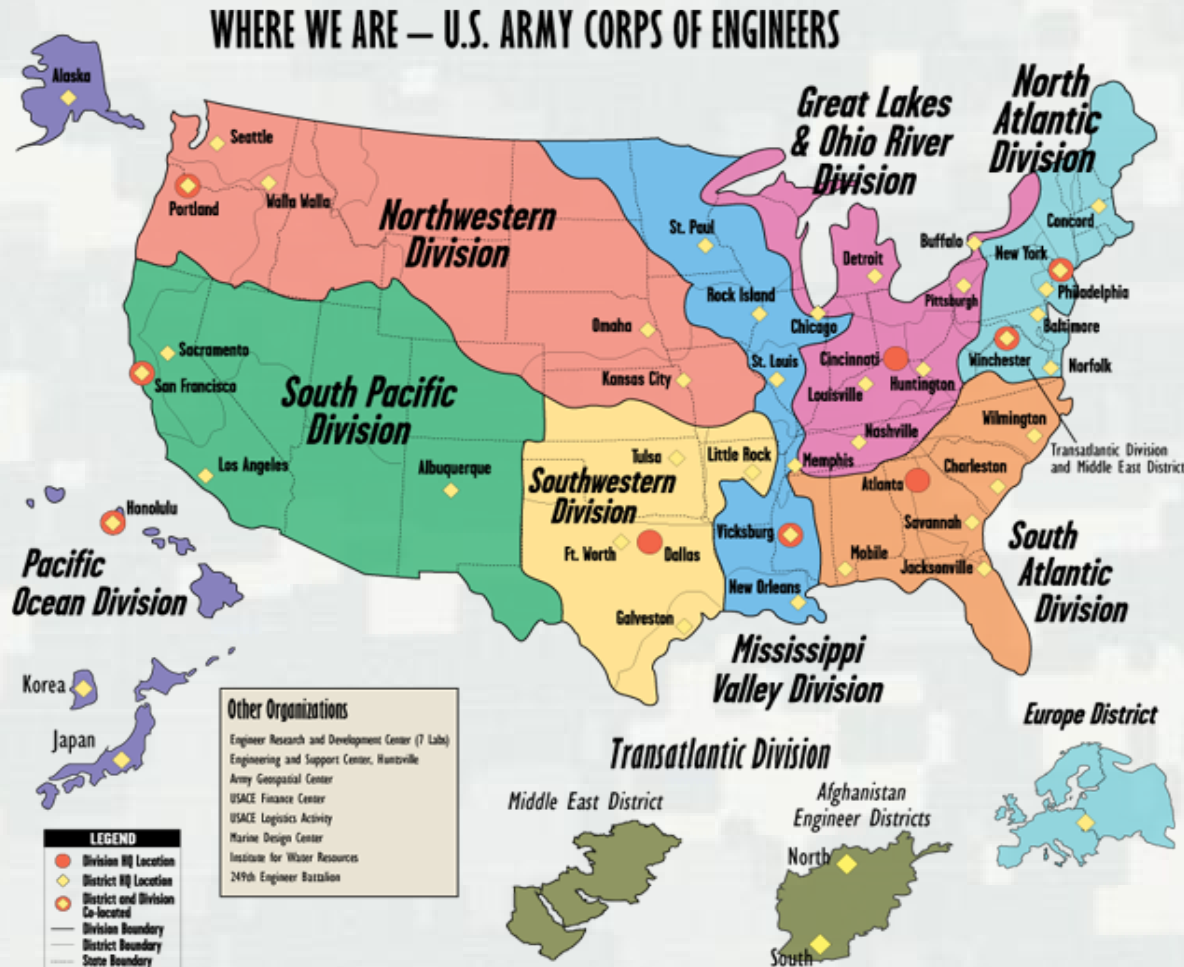 WHERE WE ARE – U.S. ARMY CORPS OF ENGINEERS
Alaska
Seattle
Portland
Walla Walla
Northwestern
Division
Omaha
Kansas City
St. Paul
Rock Island
St. Louis
Great Lakes
& Ohio River
Division
Chicago
Detroit
Buffalo
Pittsburgh
Cincinnati
Huntington
Louisville
Nashville
North
Atlantic
Division
Concord
New York
Philadelphia
Baltimore
Winchester
Norfolk
Transatlantic Division
and Middle East District
Sacramento
San Francisco
South Pacific
Division
Los Angeles
Albuquerque
Tulsa
Little Rock
Southwestern
Division
Ft. Worth
Dallas
Galveston
Memphis
Vicksburg
New Orleans
Mississippi
Valley Division
Wilmington
Charleston
Atlanta
Savannah
Mobile
Jacksonville
South
Atlantic
Division
Honolulu
Pacific
Ocean Division
Korea
Japan
Other Organizations
Engineer Research and Development Center (7 Labs)
Engineering and Support Center, Huntsville
Army Geospatial Center
USACE Finance Center
USACE Logistics Activity
Marine Design Center
Institute for Water Resources
249th Engineer Battalion
Transatlantic Division
Middle East District
Afghanistan
Engineer Districts
North
South
Europe District
LEGEND
Division HQ Location
District HQ Location
District and Division
Co-located
Division Boundary
District Boundary
State Boundary